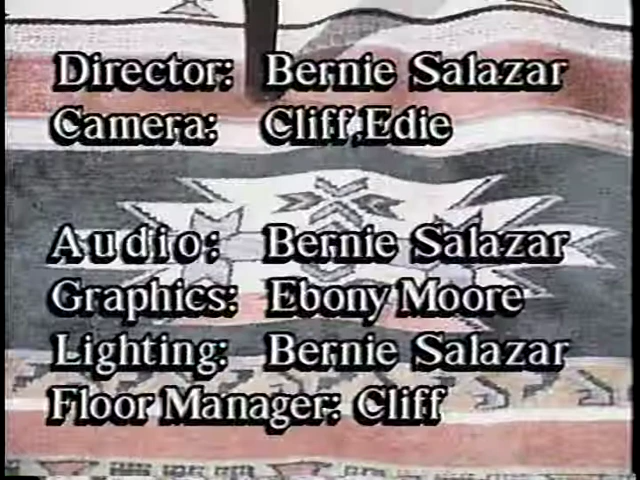 Director: Bernie Salazar
Camera: Cliff,Edie
Audio: Bernie Salazar
Graphics: Ebony Moore
Lighting: Bernie Salazar
Floor Manager: Cliff